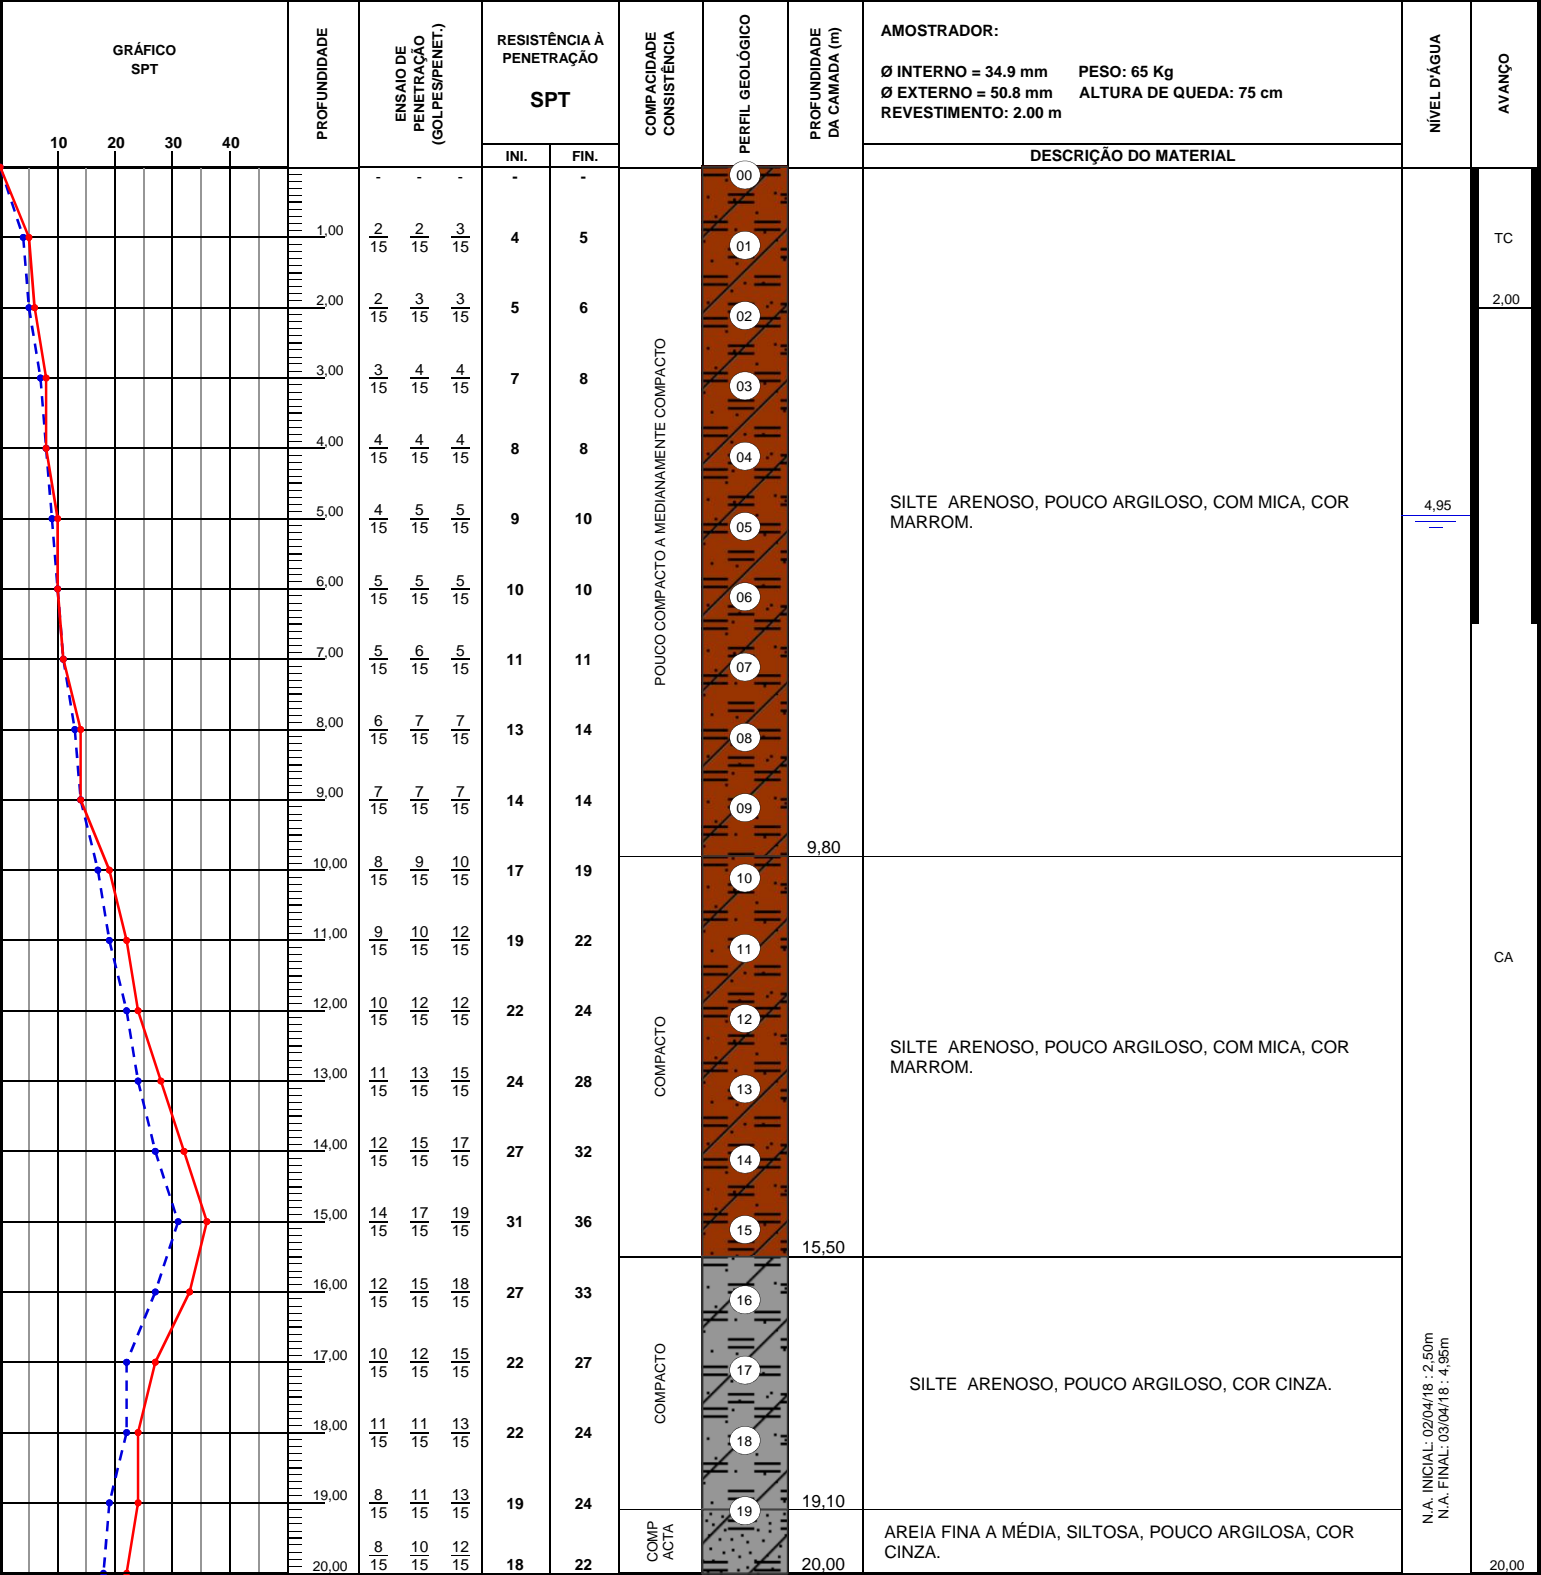 GRÁFICO
SPT
10 20 30 40
PROFUNDIDADE
ENSAIO DE
PENETRAÇÃO
(GOLPES/PENET.)
RESISTÊNCIA À
PENETRAÇÃO
SPT
INI. FIN.
COMPACIDADE
CONSISTÊNCIA
PERFIL GEOLÓGICO
PROFUNDIDADE
DA CAMADA (m)
AMOSTRADOR:
Ø INTERNO = 34.9 mm PESO: 65 Kg
Ø EXTERNO = 50.8 mm ALTURA DE QUEDA: 75 cm
REVESTIMENTO: 2.00 m
DESCRIÇÃO DO MATERIAL
NÍVEL D'ÁGUA
AVANÇO
- - - - - 00
1,00 2/15 2/15 3/15 4 5 01 TC
2,00 2/15 3/15 3/15 5 6 02 2,00
3,00 3/15 4/15 4/15 7 8 03
4,00 4/15 4/15 4/15 8 8 04
POUCO COMPACTO A MEDIANAMENTE COMPACTO
SILTE ARENOSO, POUCO ARGILOSO, COM MICA, COR
MARROM.
4,95
5,00 4/15 5/15 5/15 9 10 05
6,00 5/15 5/15 5/15 10 10 06
7,00 5/15 6/15 5/15 11 11 07
8,00 6/15 7/15 7/15 13 14 08
9,00 7/15 7/15 7/15 14 14 09
9,80
10,00 8/15 9/15 10/15 17 19 10
11,00 9/15 10/15 12/15 19 22 11
CA
12,00 10/15 12/15 12/15 22 24 12
COMPACTO
SILTE ARENOSO, POUCO ARGILOSO, COM MICA, COR
MARROM.
13,00 11/15 13/15 15/15 24 28 13
14,00 12/15 15/15 17/15 27 32 14
15,00 14/15 17/15 19/15 31 36 15
15,50
16,00 12/15 15/15 18/15 27 33 16
17,00 10/15 12/15 15/15 22 27 17
COMPACTO
SILTE ARENOSO, POUCO ARGILOSO, COR CINZA.
18,00 11/15 11/15 13/15 22 24 18
19,00 8/15 11/15 13/15 19 24 19
19,10
N.A. INICIAL: 02/04/18 : 2,50m
N.A. FINAL: 03/04/18 : 4,95m
COMP
ACTA
AREIA FINA A MÉDIA, SILTOSA, POUCO ARGILOSA, COR
CINZA.
20,00 8/15 10/15 12/15 18 22 20,00 20,00